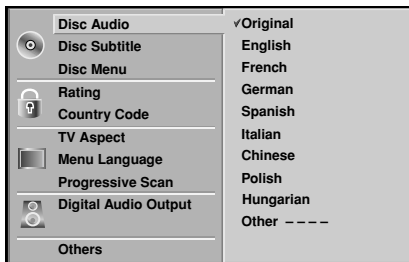 Disc Audio
Disc Subtitle
Disc Menu
Rating
Country Code
TV Aspect
Menu Language
Progressive Scan
Digital Audio Output
Others
✓Original
English
French
German
Spanish
Italian
Chinese
Polish
Hungarian
Other – – – –